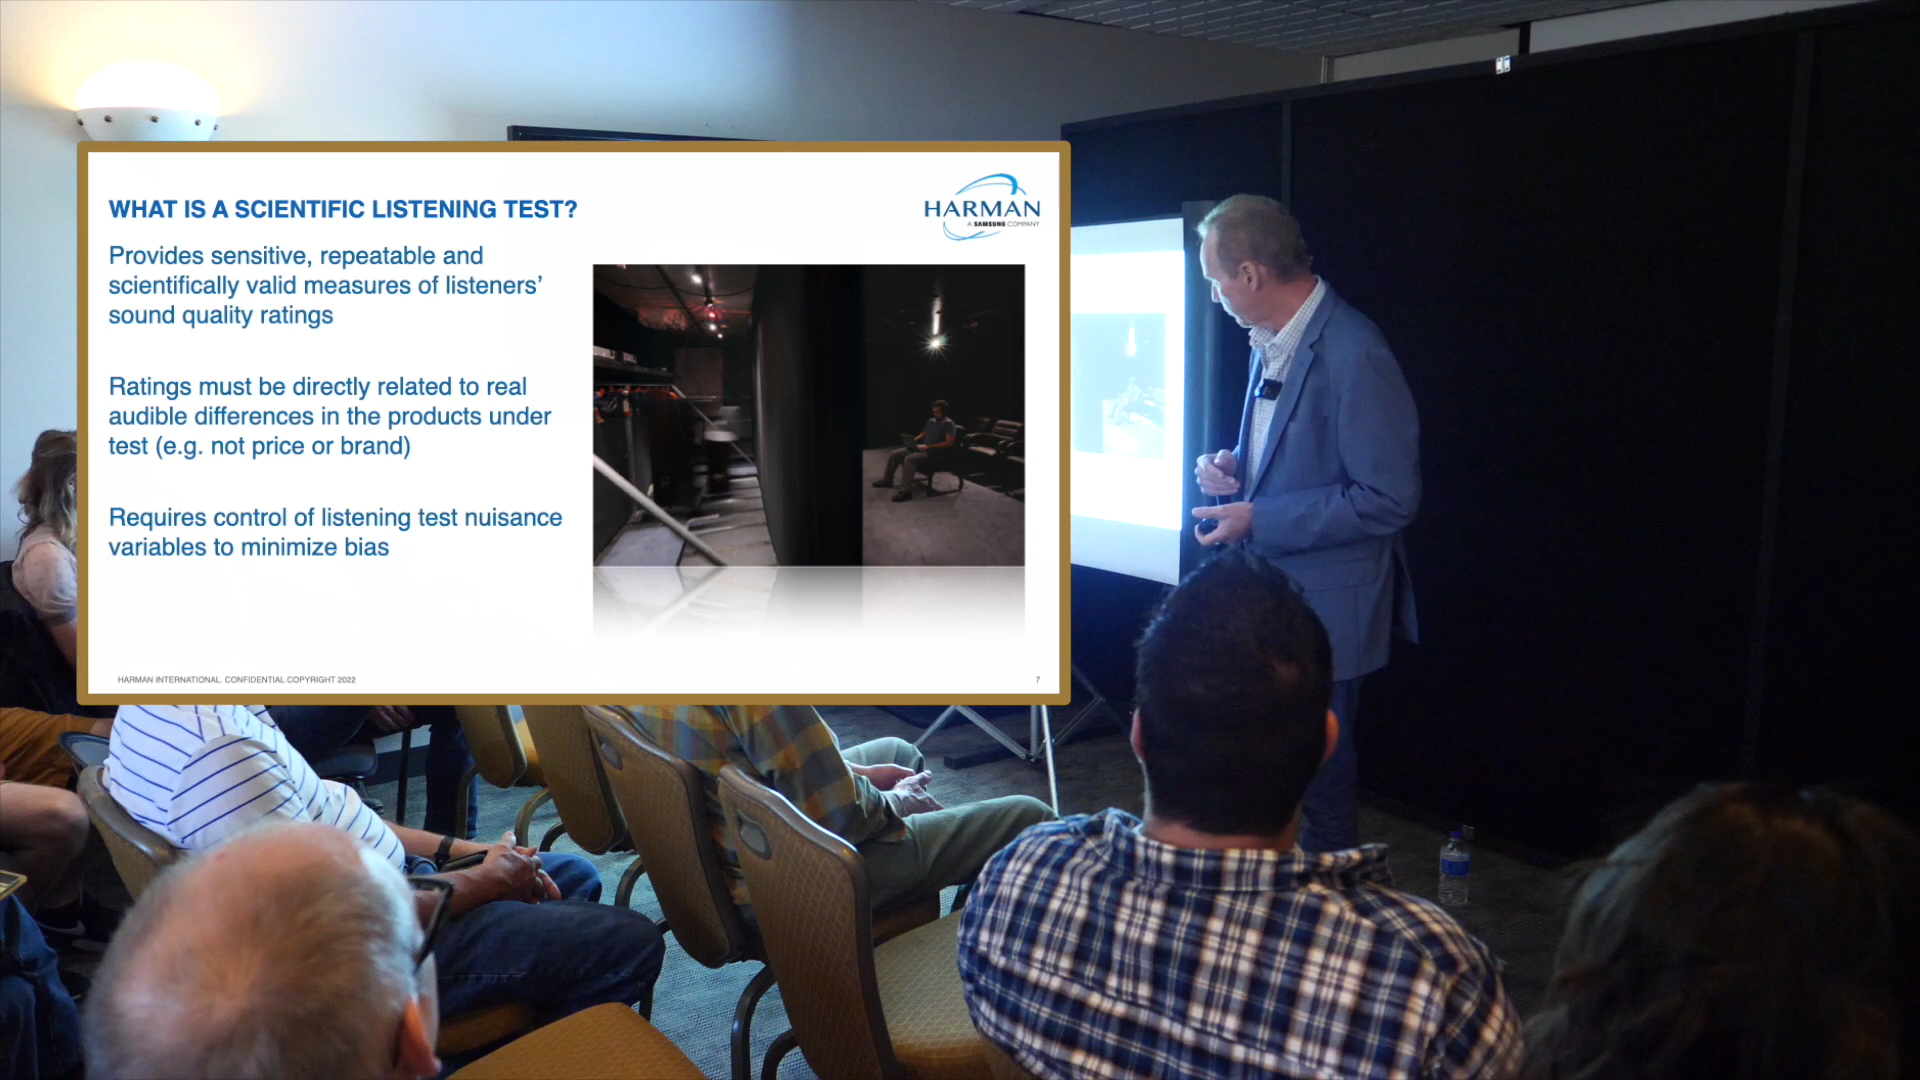 WHAT IS A SCIENTIFIC LISTENING TEST?
HARMAN
A SAMSUNG COMPANY
Provides sensitive, repeatable and
scientifically valid measures of listeners’
sound quality ratings
Ratings must be directly related to real
audible differences in the products under
test (e.g. not price or brand)
Requires control of listening test nuisance
variables to minimize bias
HARMAN INTERNATIONAL. CONFIDENTIAL COPYRIGHT 2022
7